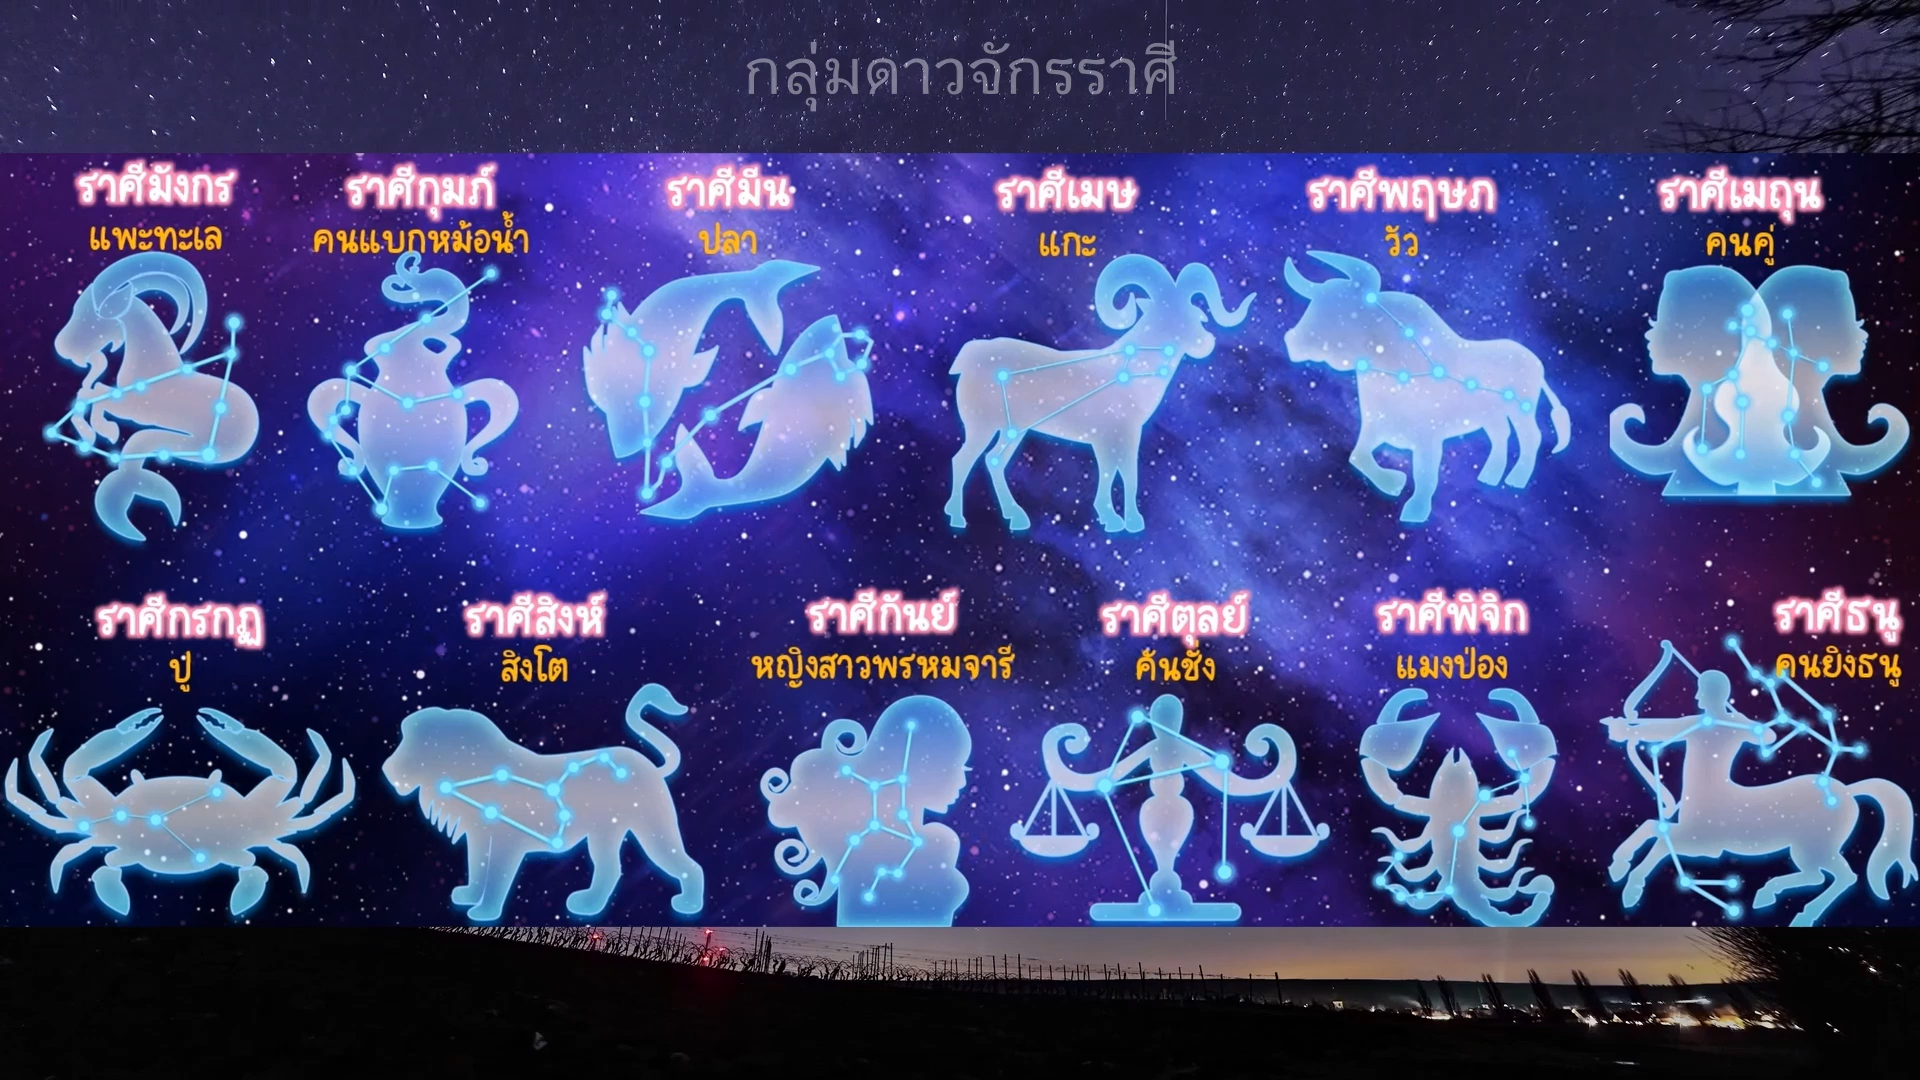 กลุ่มดาวจักรราศี
ราศีมังกร
แพะทะเล
ราศีกุมภ์
คนแบกหม้อน้ำ
ราศีมีน
ปลา
ราศีเมษ
แกะ
ราศีพฤษภ
วัว
ราศีเมถุน
คนคู่
ราศีกรกฎ
ปู
ราศีสิงห์
สิงโต
ราศีกันย์
หญิงสาวพรหมจารี
ราศีตุลย์
คันชั่ง
ราศีพิจิก
แมงป่อง
ราศีธนู
คนยิงธนู